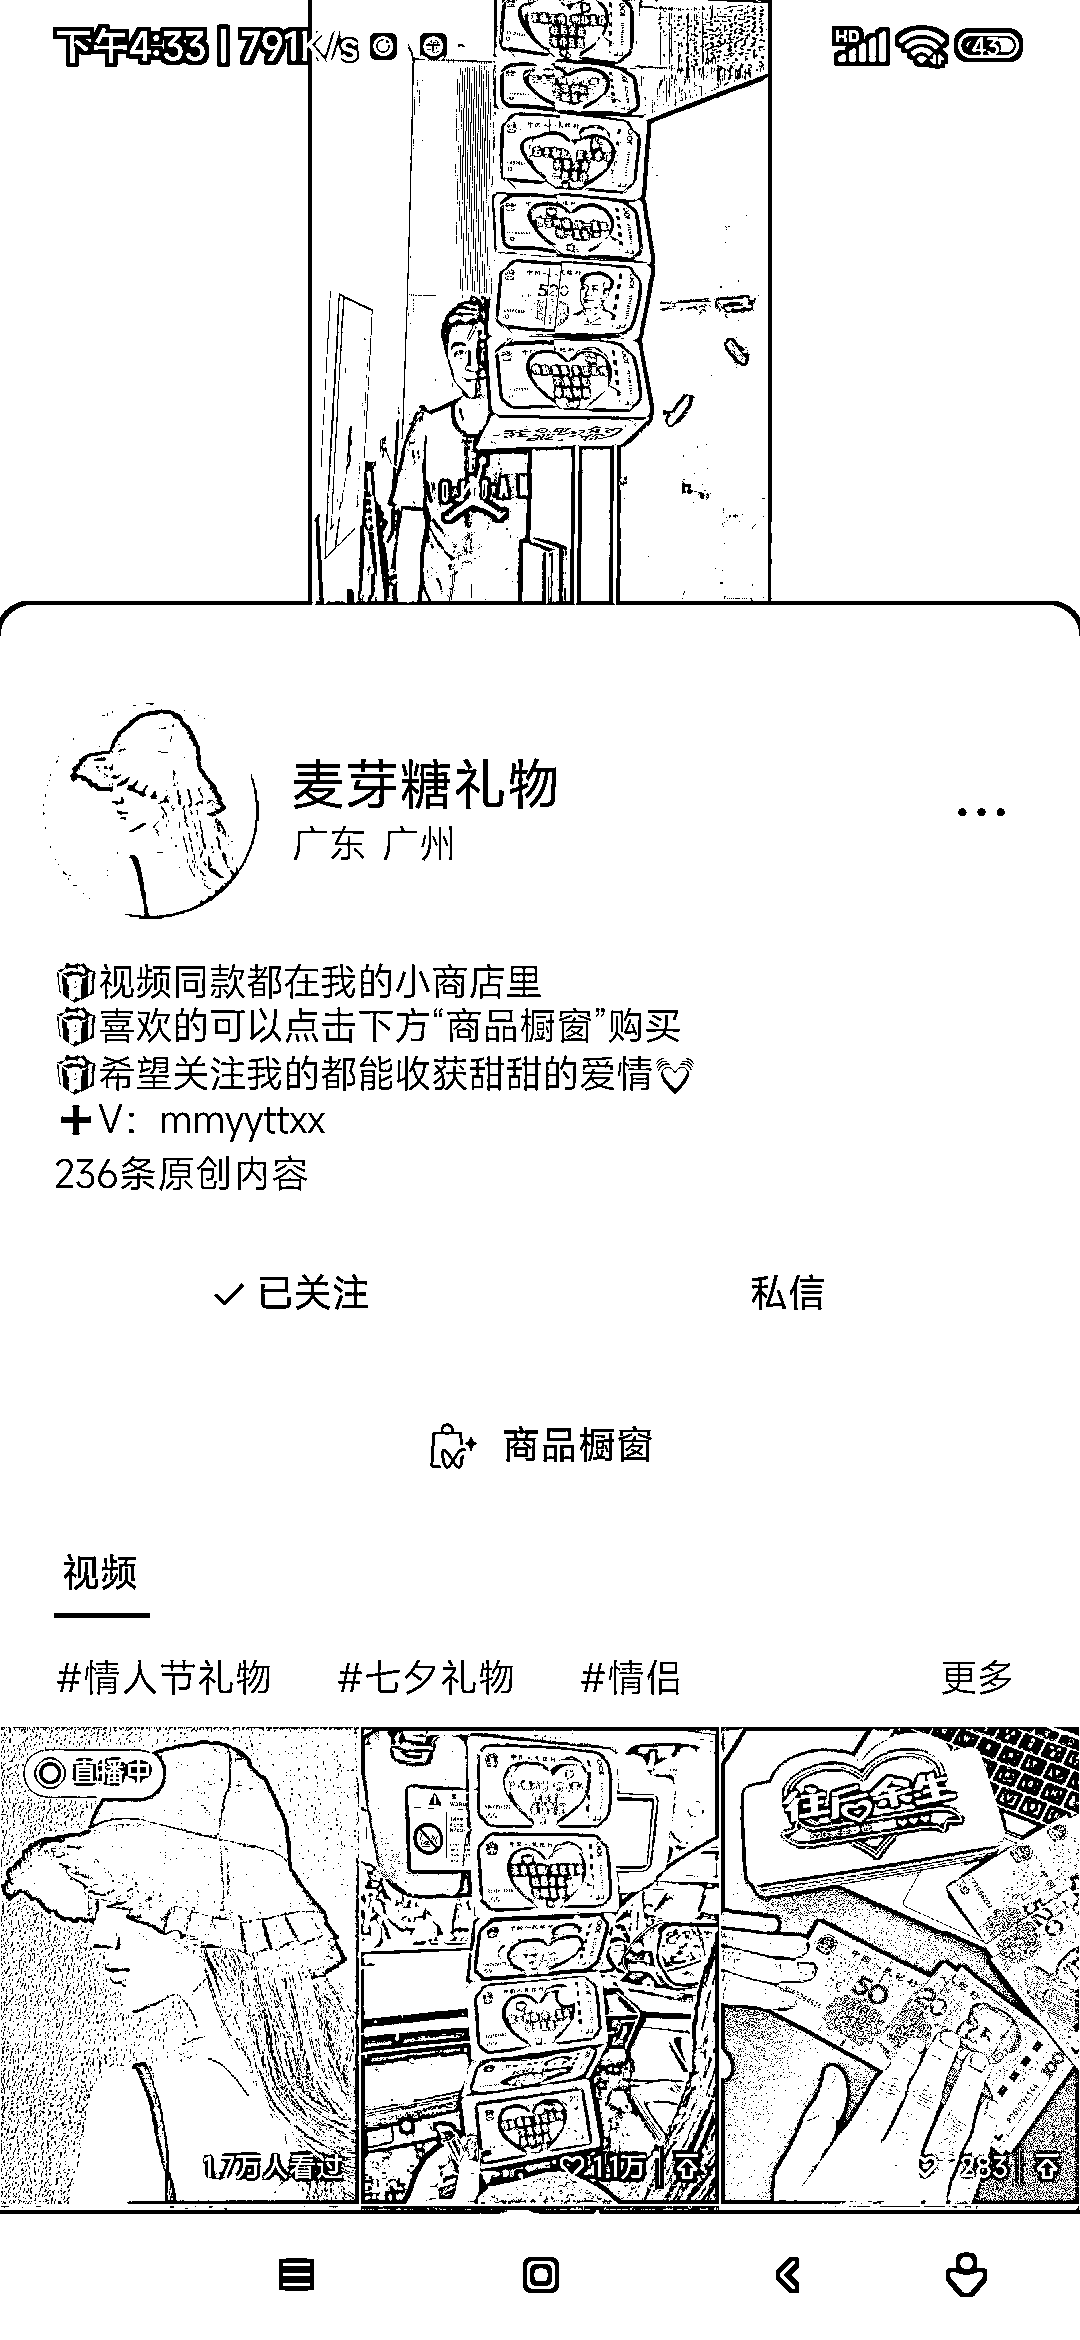 下午4:33 | 791K/s
HD
43
520
麦芽糖礼物
广东 广州
视频同款都在我的小商店里
喜欢的可以点击下方“商品橱窗”购买
希望关注我的都能收获甜甜的爱情
➕V：mmyyttxx
236条原创内容
已关注
私信
商品橱窗
视频
#情人节礼物 #七夕礼物 #情侣 更多
直播中
往后余生
50
1.7万人看过
1.1万
283